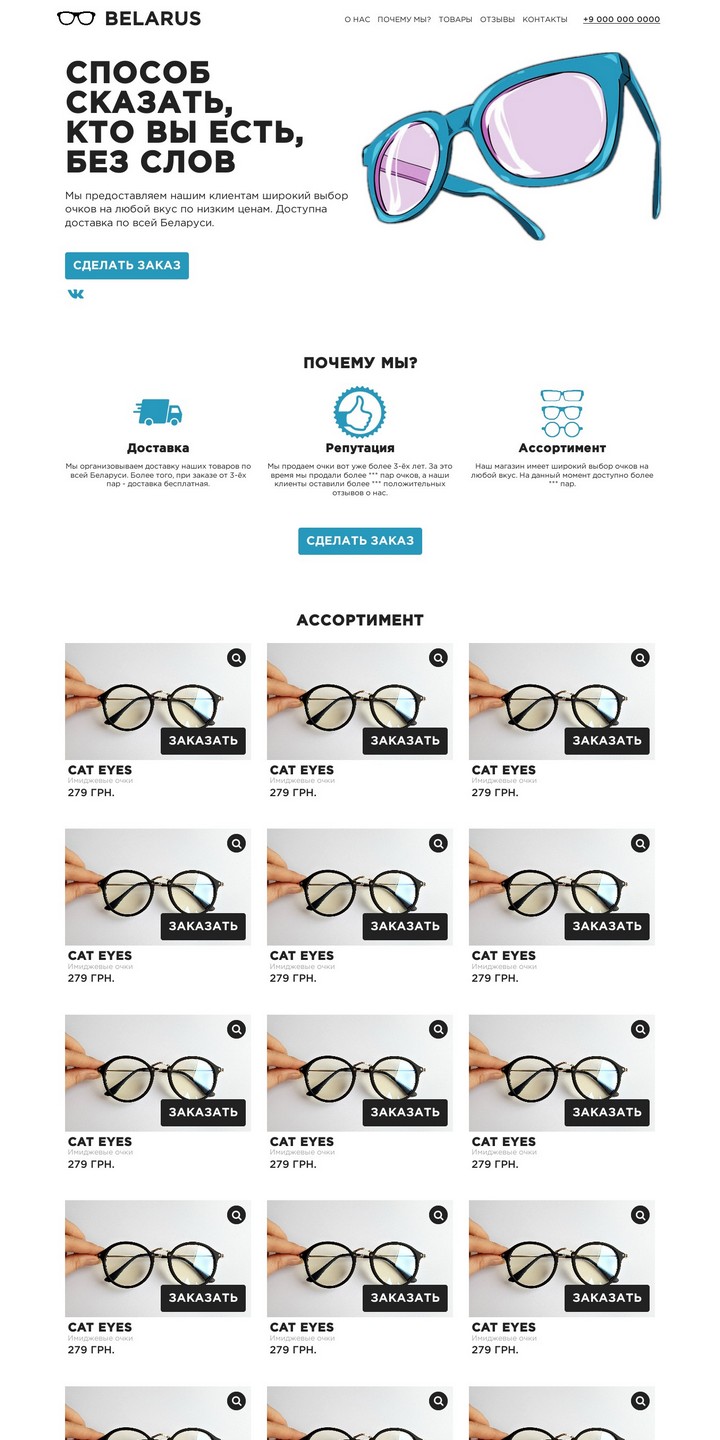 BELARUS
О НАС ПОЧЕМУ МЫ? ТОВАРЫ ОТЗЫВЫ КОНТАКТЫ +9 000 000 0000
СПОСОБ
СКАЗАТЬ,
КТО ВЫ ЕСТЬ,
БЕЗ СЛОВ
Мы предоставляем нашим клиентам широкий выбор
очков на любой вкус по низким ценам. Доступна
доставка по всей Беларуси.
СДЕЛАТЬ ЗАКАЗ
ПОЧЕМУ МЫ?
Доставка
Мы организовываем доставку наших товаров по
всей Беларуси. Более того, при заказе от 3-ёх
пар - доставка бесплатная.
Репутация
Мы продаем очки вот уже более 3-ёх лет. За это
время мы продали более *** пар очков, а наши
клиенты оставили более *** положительных
отзывов о нас.
Ассортимент
Наш магазин имеет широкий выбор очков на
любой вкус. На данный момент доступно более
*** пар.
СДЕЛАТЬ ЗАКАЗ
АССОРТИМЕНТ
ЗАКАЗАТЬ ЗАКАЗАТЬ ЗАКАЗАТЬ
CAT EYES CAT EYES CAT EYES
Имиджевые очки Имиджевые очки Имиджевые очки
279 ГРН. 279 ГРН. 279 ГРН.
ЗАКАЗАТЬ ЗАКАЗАТЬ ЗАКАЗАТЬ
CAT EYES CAT EYES CAT EYES
Имиджевые очки Имиджевые очки Имиджевые очки
279 ГРН. 279 ГРН. 279 ГРН.
ЗАКАЗАТЬ ЗАКАЗАТЬ ЗАКАЗАТЬ
CAT EYES CAT EYES CAT EYES
Имиджевые очки Имиджевые очки Имиджевые очки
279 ГРН. 279 ГРН. 279 ГРН.
ЗАКАЗАТЬ ЗАКАЗАТЬ ЗАКАЗАТЬ
CAT EYES CAT EYES CAT EYES
Имиджевые очки Имиджевые очки Имиджевые очки
279 ГРН. 279 ГРН. 279 ГРН.